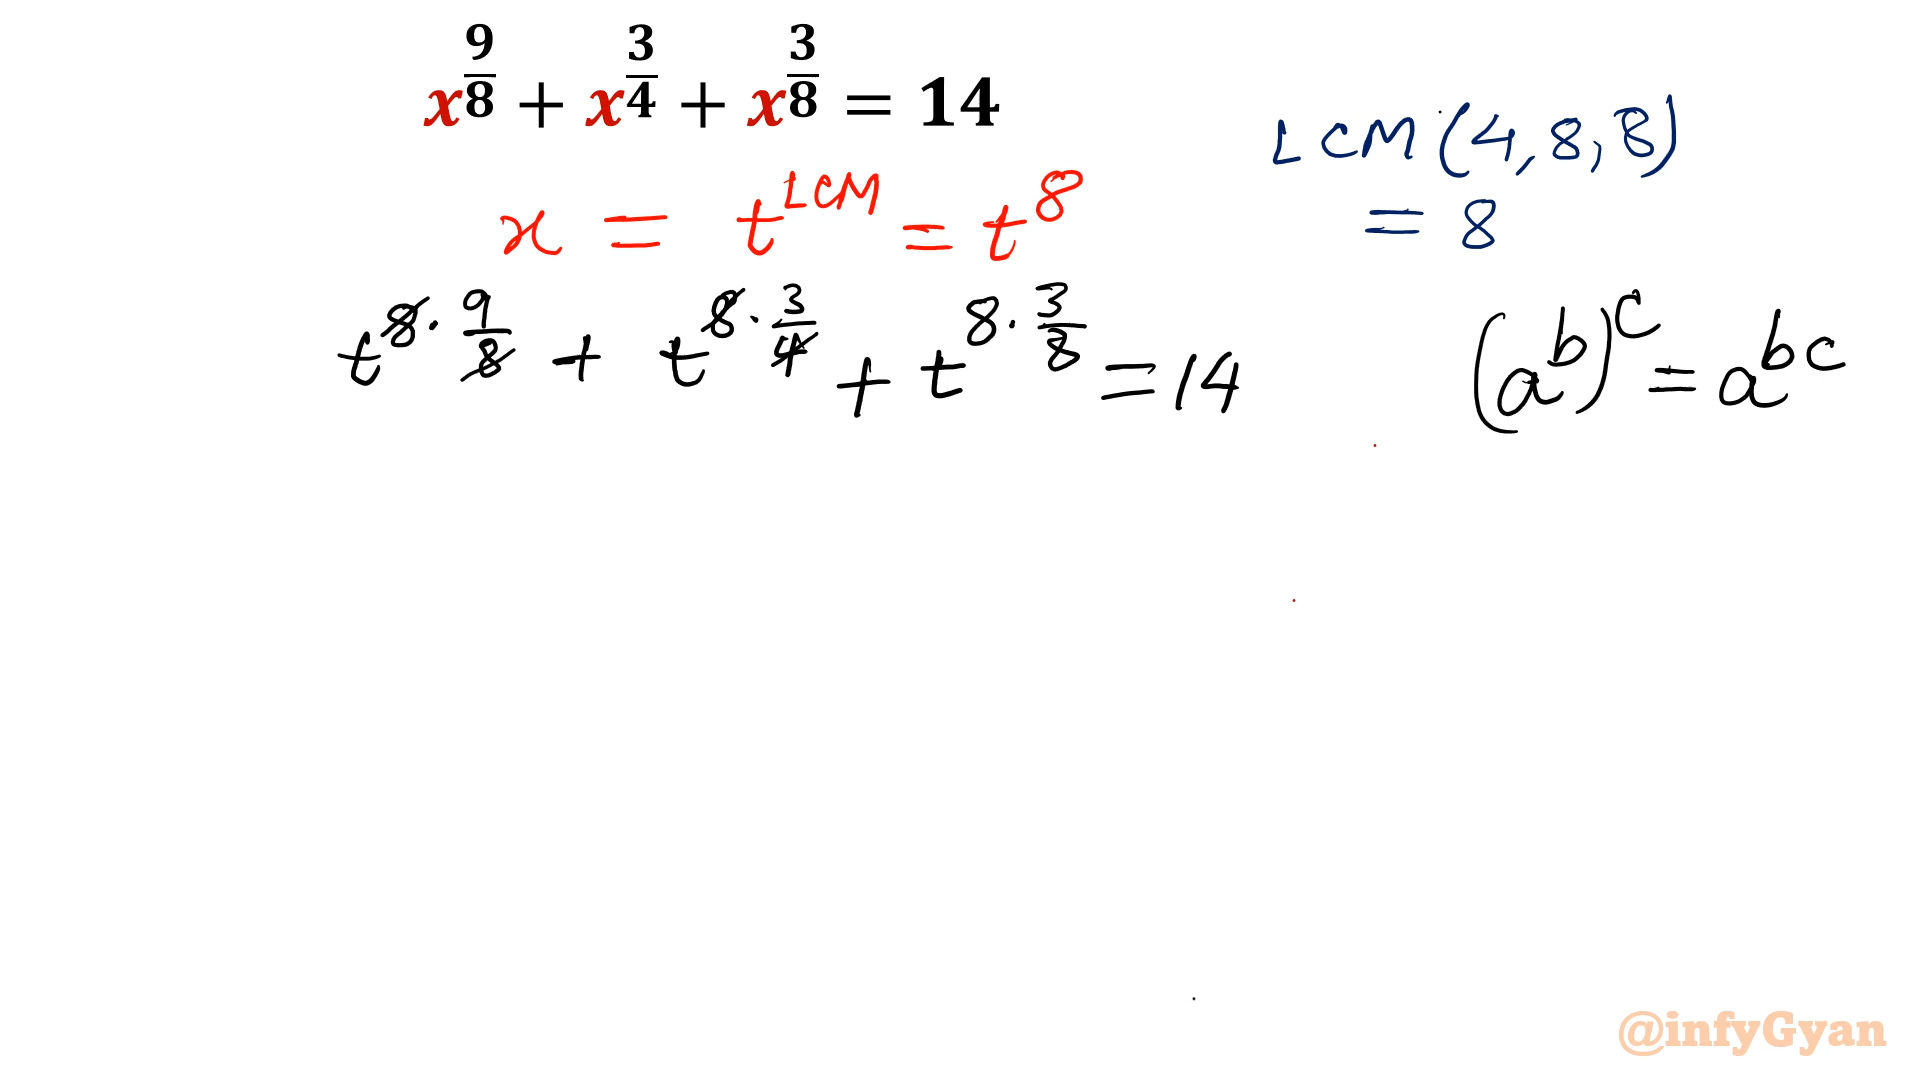 x^{9/8} + x^{3/4} + x^{3/8} = 14
LCM (4, 8, 8)
x = t^{LCM} = t^8
= 8
t^{8·9/8} + t^{8·3/4} + t^{8·3/8} = 14
(a^b)^c = a^{bc}
@infyGyan